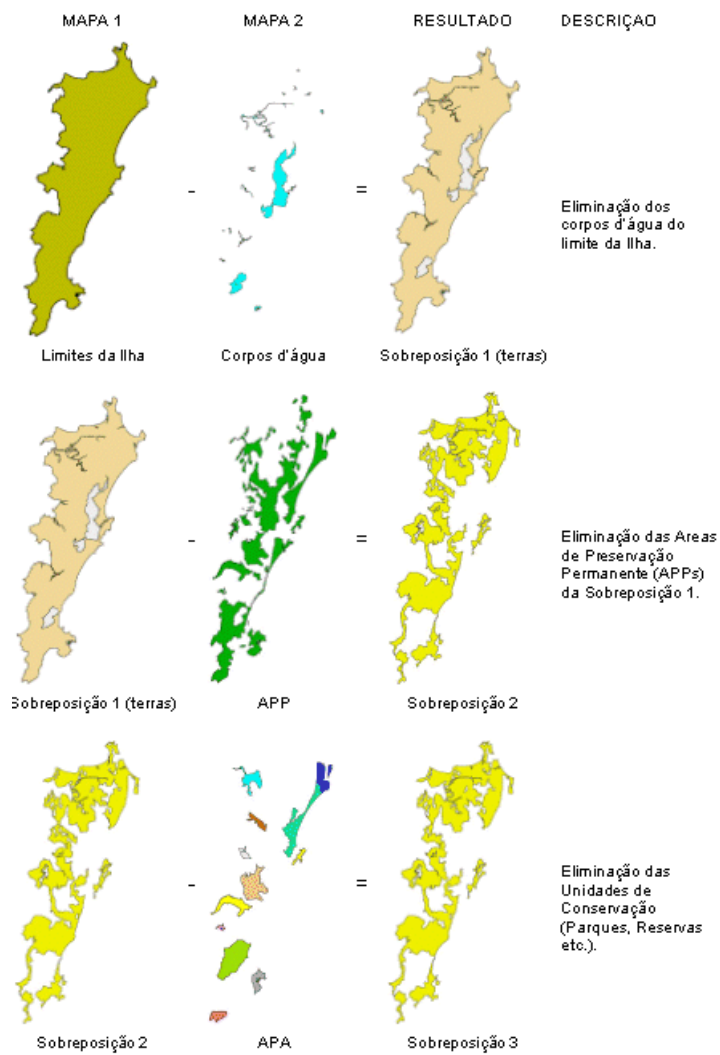 MAPA 1 MAPA 2 RESULTADO DESCRIÇAO
- =
Eliminação dos
corpos d'água do
limite da Ilha.
Limites da Ilha Corpos d'água Sobreposição 1 (terras)
- =
Eliminação das Areas
de Preservação
Permanente (APPs)
da Sobreposição 1.
Sobreposição 1 (terras) APP Sobreposição 2
- =
Eliminação das
Unidades de
Conservação
(Parques, Reservas
etc.).
Sobreposição 2 APA Sobreposição 3